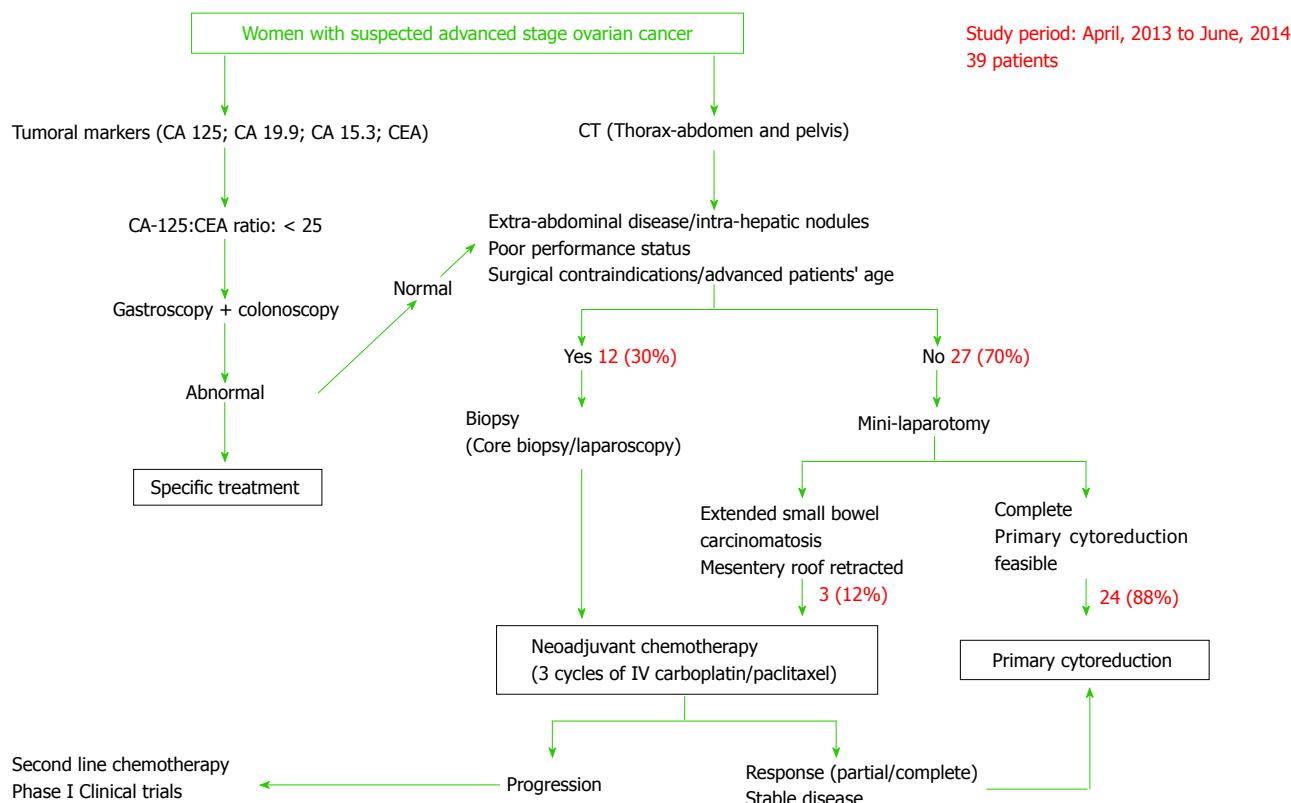 Women with suspected advanced stage ovarian cancer
Study period: April, 2013 to June, 2014
39 patients
Tumoral markers (CA 125; CA 19.9; CA 15.3; CEA)
CT (Thorax-abdomen and pelvis)
CA-125:CEA ratio: < 25
Extra-abdominal disease/intra-hepatic nodules
Poor performance status
Surgical contraindications/advanced patients' age
Normal
Gastroscopy + colonoscopy
Yes 12 (30%)
No 27 (70%)
Abnormal
Biopsy
(Core biopsy/laparoscopy)
Mini-laparotomy
Specific treatment
Extended small bowel
carcinomatosis
Mesentery roof retracted
3 (12%)
Complete
Primary cytoreduction
feasible
24 (88%)
Neoadjuvant chemotherapy
(3 cycles of IV carboplatin/paclitaxel)
Primary cytoreduction
Second line chemotherapy
Phase I Clinical trials
Progression
Response (partial/complete)
Stable disease